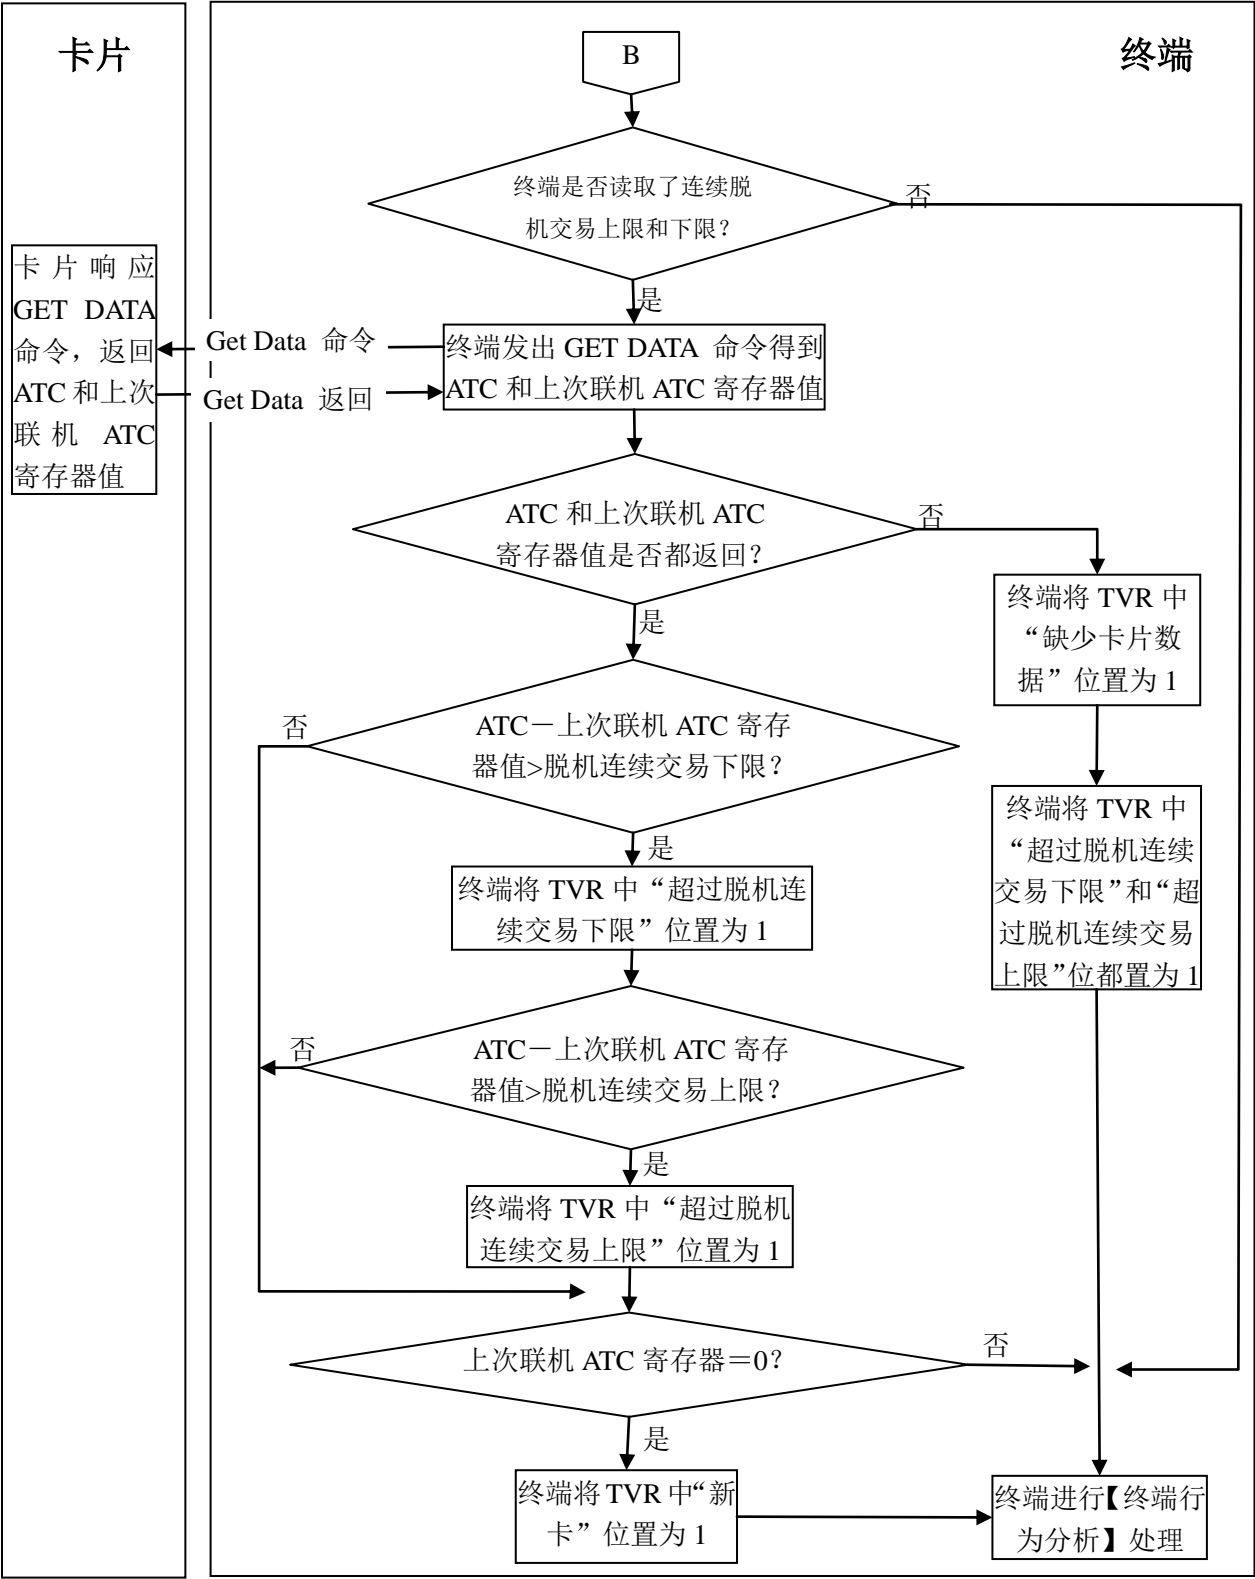 卡片
终端
B
终端是否读取了连续脱
机交易上限和下限？
否
是
卡片响应
GET DATA
命令，返回
ATC 和上次
联机 ATC
寄存器值
Get Data 命令
Get Data 返回
终端发出 GET DATA 命令得到
ATC 和上次联机 ATC 寄存器值
ATC 和上次联机 ATC
寄存器值是否都返回？
否
是
终端将 TVR 中
“缺少卡片数
据”位置为 1
ATC－上次联机 ATC 寄存
器值>脱机连续交易下限？
否
是
终端将 TVR 中“超过脱机连
续交易下限”位置为 1
终端将 TVR 中
“超过脱机连续
交易下限”和“超
过脱机连续交易
上限”位都置为 1
ATC－上次联机 ATC 寄存
器值>脱机连续交易上限？
否
是
终端将 TVR 中“超过脱机
连续交易上限”位置为 1
上次联机 ATC 寄存器＝0？
否
是
终端将 TVR 中“新
卡”位置为 1
终端进行【终端行
为分析】处理